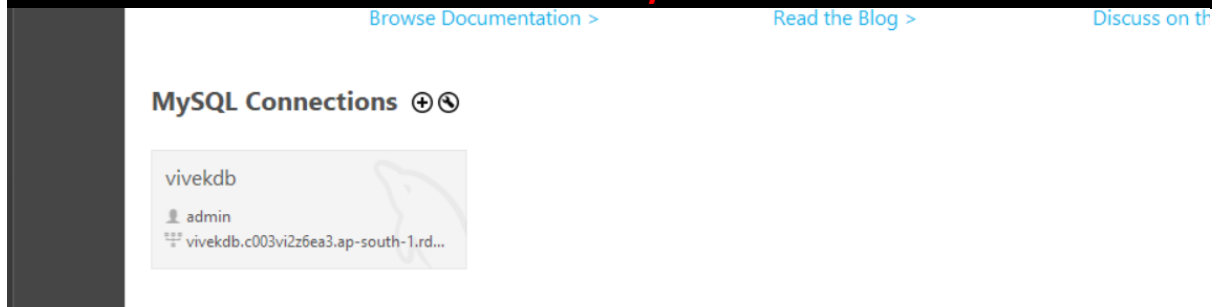 Browse Documentation > Read the Blog > Discuss on th
MySQL Connections
vivekdb
admin
vivekdb.c003vi2z6ea3.ap-south-1.rd...